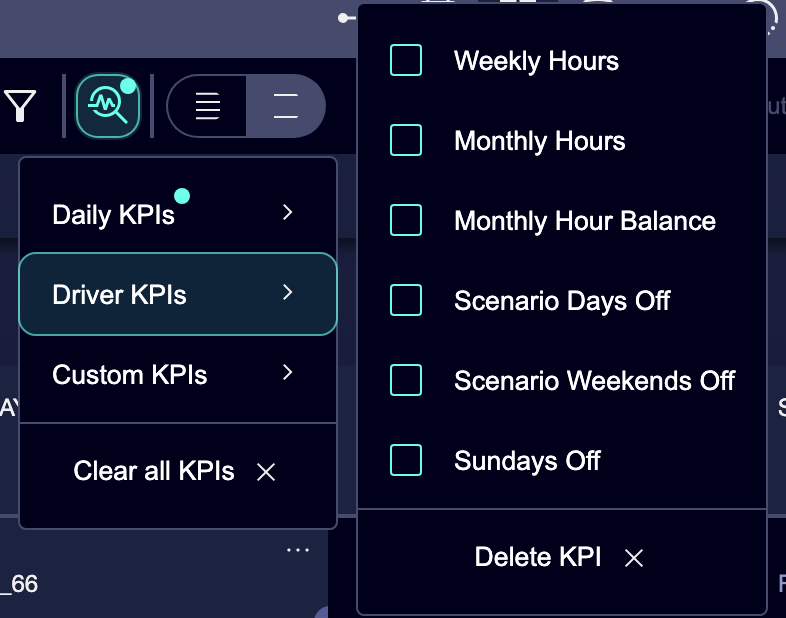 Daily KPIs
Driver KPIs
Custom KPIs
Clear all KPIs
Weekly Hours
Monthly Hours
Monthly Hour Balance
Scenario Days Off
Scenario Weekends Off
Sundays Off
Delete KPI
_66